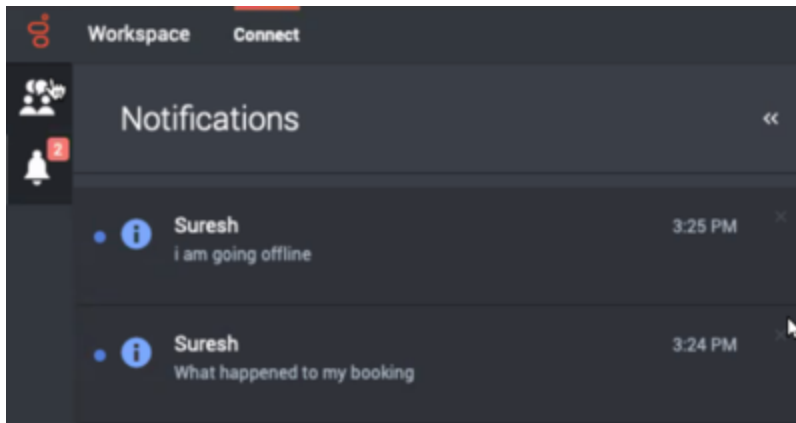 Workspace
Connect
Notifications
2
Suresh
3:25 PM
i am going offline
Suresh
3:24 PM
What happened to my booking